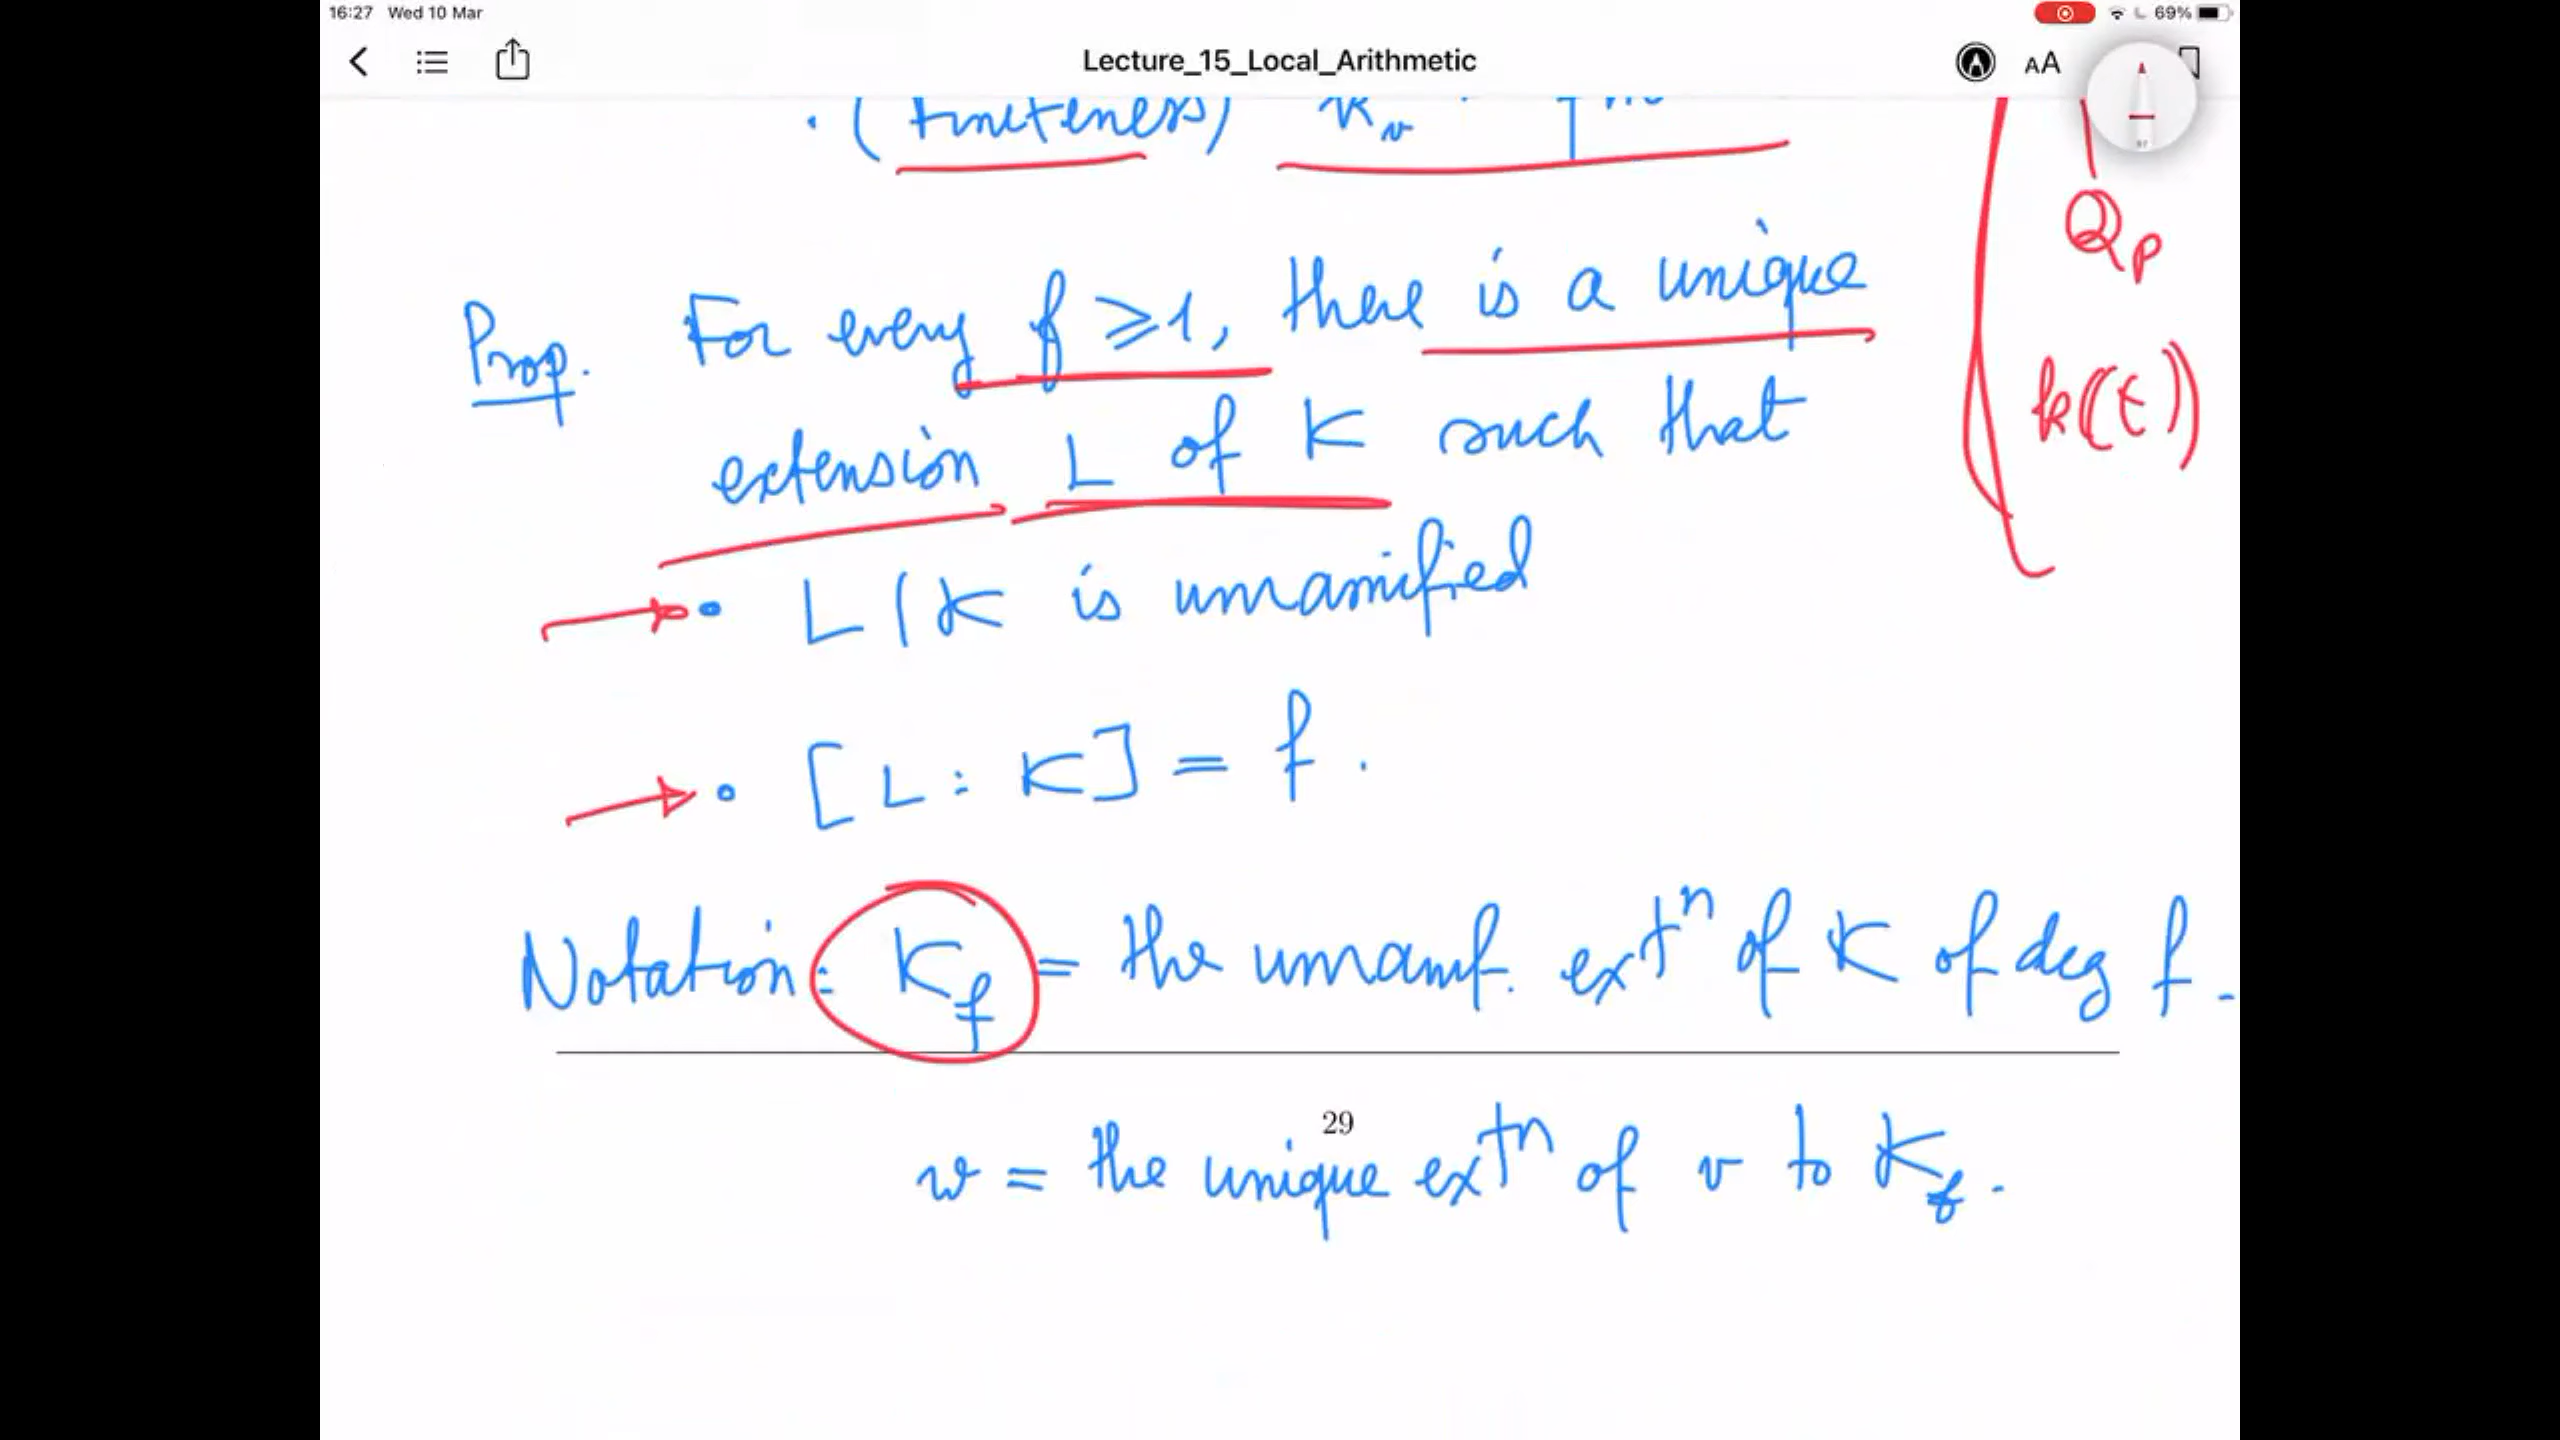 16:27 Wed 10 Mar
69%
Lecture_15_Local_Arithmetic
AA
· (finiteness) k_v
Q_p
Prop. For every f ⩾ 1, there is a unique
k((t))
extension L of K such that
• L | K is unramified
• [L : K] = f .
Notation: K_f = the unramf. extⁿ of K of deg f.
29
w = the unique extⁿ of v to K_f .